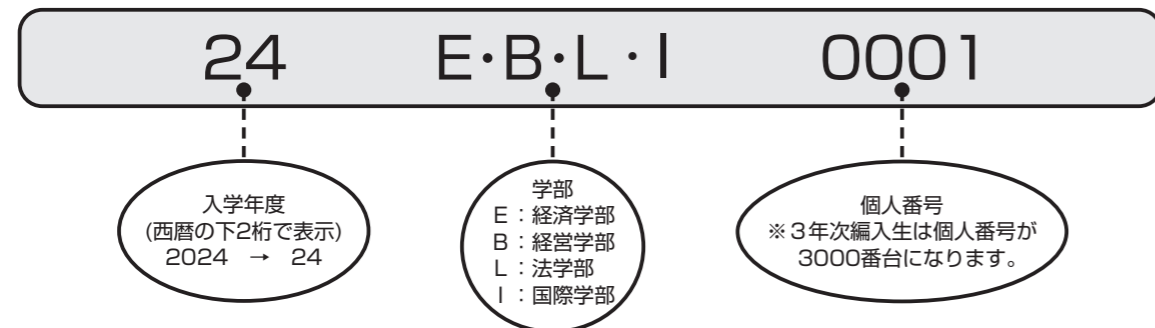 24 E・B・L・I 0001
入学年度
(西暦の下2桁で表示)
2024 → 24
学部
E：経済学部
B：経営学部
L：法学部
I：国際学部
個人番号
※3年次編入生は個人番号が
3000番台になります。